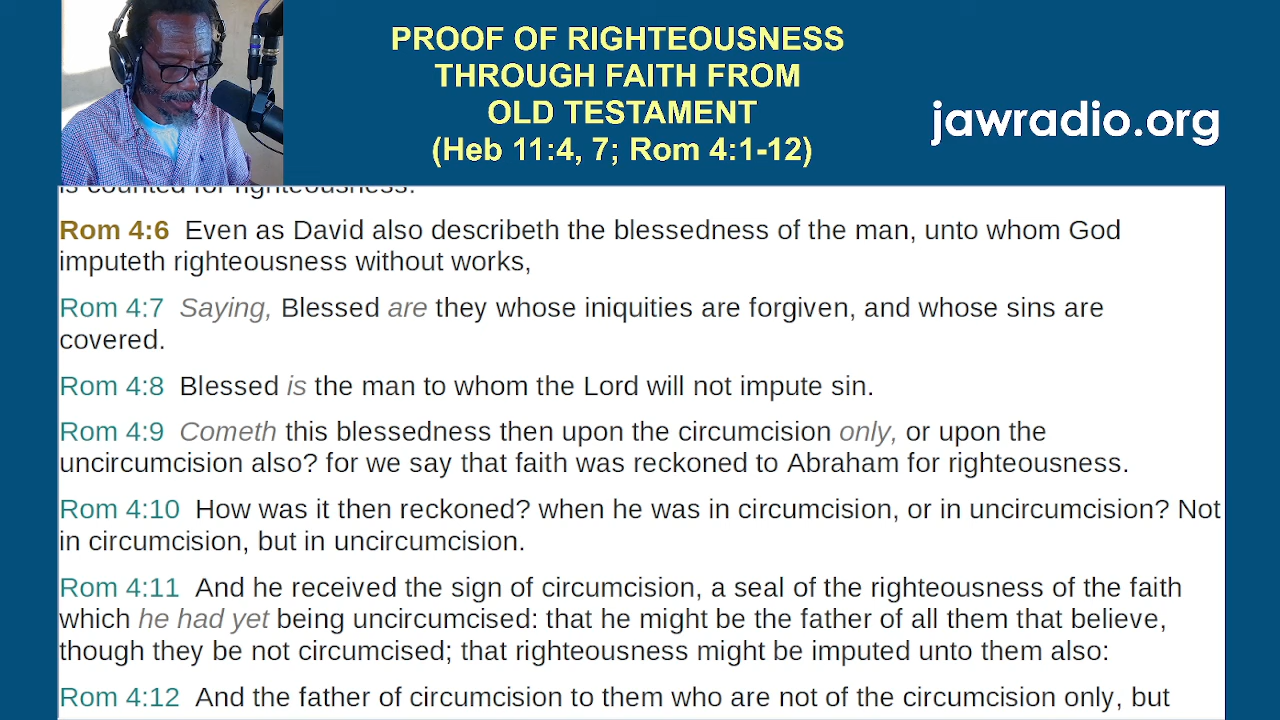 PROOF OF RIGHTEOUSNESS
THROUGH FAITH FROM
OLD TESTAMENT
(Heb 11:4, 7; Rom 4:1-12)
jawradio.org
is counted for righteousness.
Rom 4:6 Even as David also describeth the blessedness of the man, unto whom God
imputeth righteousness without works,
Rom 4:7 Saying, Blessed are they whose iniquities are forgiven, and whose sins are
covered.
Rom 4:8 Blessed is the man to whom the Lord will not impute sin.
Rom 4:9 Cometh this blessedness then upon the circumcision only, or upon the
uncircumcision also? for we say that faith was reckoned to Abraham for righteousness.
Rom 4:10 How was it then reckoned? when he was in circumcision, or in uncircumcision? Not
in circumcision, but in uncircumcision.
Rom 4:11 And he received the sign of circumcision, a seal of the righteousness of the faith
which he had yet being uncircumcised: that he might be the father of all them that believe,
though they be not circumcised; that righteousness might be imputed unto them also:
Rom 4:12 And the father of circumcision to them who are not of the circumcision only, but